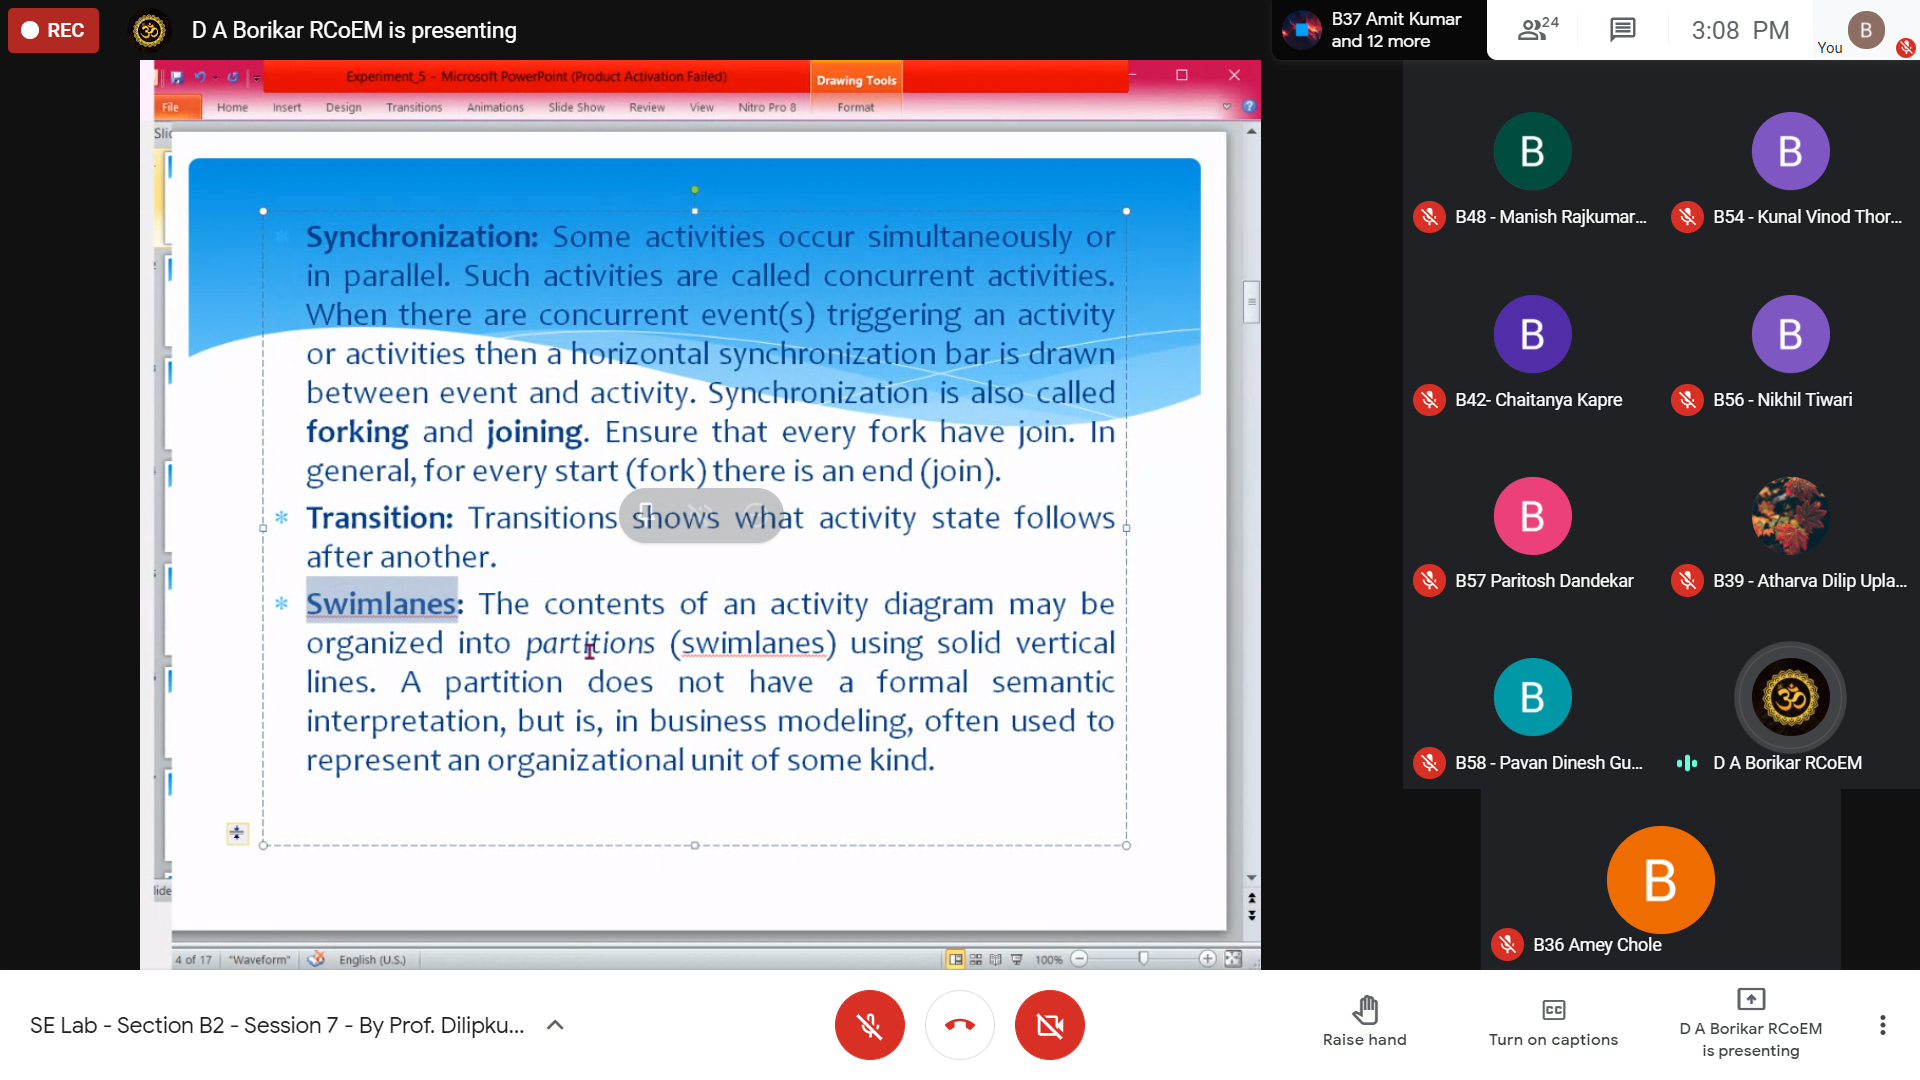 REC
ॐ
D A Borikar RCoEM is presenting
B37 Amit Kumar
and 12 more
24
3:08 PM
You
B
Experiment_5 - Microsoft PowerPoint (Product Activation Failed)
Drawing Tools
File Home Insert Design Transitions Animations Slide Show Review View Nitro Pro 8 Format
Synchronization: Some activities occur simultaneously or
in parallel. Such activities are called concurrent activities.
When there are concurrent event(s) triggering an activity
or activities then a horizontal synchronization bar is drawn
between event and activity. Synchronization is also called
forking and joining. Ensure that every fork have join. In
general, for every start (fork) there is an end (join).
Transition: Transitions shows what activity state follows
after another.
Swimlanes: The contents of an activity diagram may be
organized into partitions (swimlanes) using solid vertical
lines. A partition does not have a formal semantic
interpretation, but is, in business modeling, often used to
represent an organizational unit of some kind.
4 of 17 "Waveform" English (U.S.) 100%
B
B48 - Manish Rajkumar...
B
B54 - Kunal Vinod Thor...
B
B42- Chaitanya Kapre
B
B56 - Nikhil Tiwari
B
B57 Paritosh Dandekar
B39 - Atharva Dilip Upla...
B
B58 - Pavan Dinesh Gu...
ॐ
D A Borikar RCoEM
B
B36 Amey Chole
SE Lab - Section B2 - Session 7 - By Prof. Dilipku...
Raise hand
CC
Turn on captions
D A Borikar RCoEM
is presenting